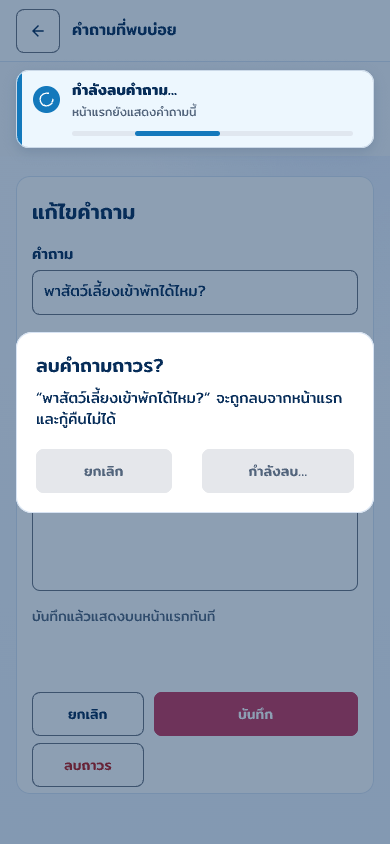 คำถามที่พบบ่อย
กำลังลบคำถาม...
หน้าแรกยังแสดงคำถามนี้
แก้ไขคำถาม
คำถาม
พาสัตว์เลี้ยงเข้าพักได้ไหม?
ลบคำถามถาวร?
“พาสัตว์เลี้ยงเข้าพักได้ไหม?” จะถูกลบจากหน้าแรก
และกู้คืนไม่ได้
ยกเลิก
กำลังลบ...
บันทึกแล้วแสดงบนหน้าแรกทันที
ยกเลิก
บันทึก
ลบถาวร